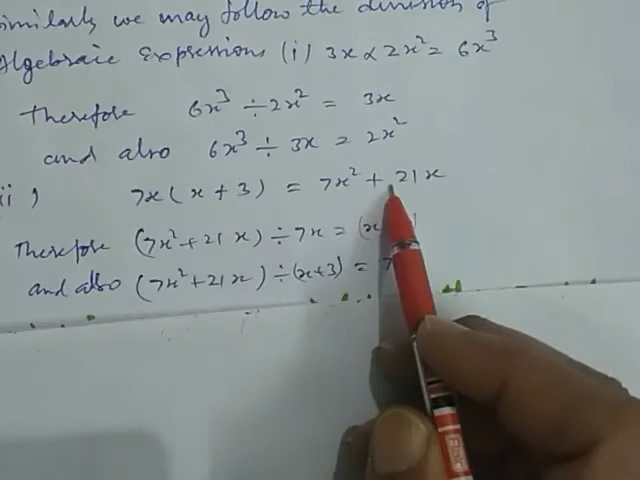 similarly we may follow the division of
Algebraic Expressions (i) 3x × 2x² = 6x³
Therefore 6x³ ÷ 2x² = 3x
and also 6x³ ÷ 3x = 2x²
ii) 7x (x + 3) = 7x² + 21x
Therefore (7x² + 21x) ÷ 7x = (x
and also (7x² + 21x) ÷ (x+3) = 7